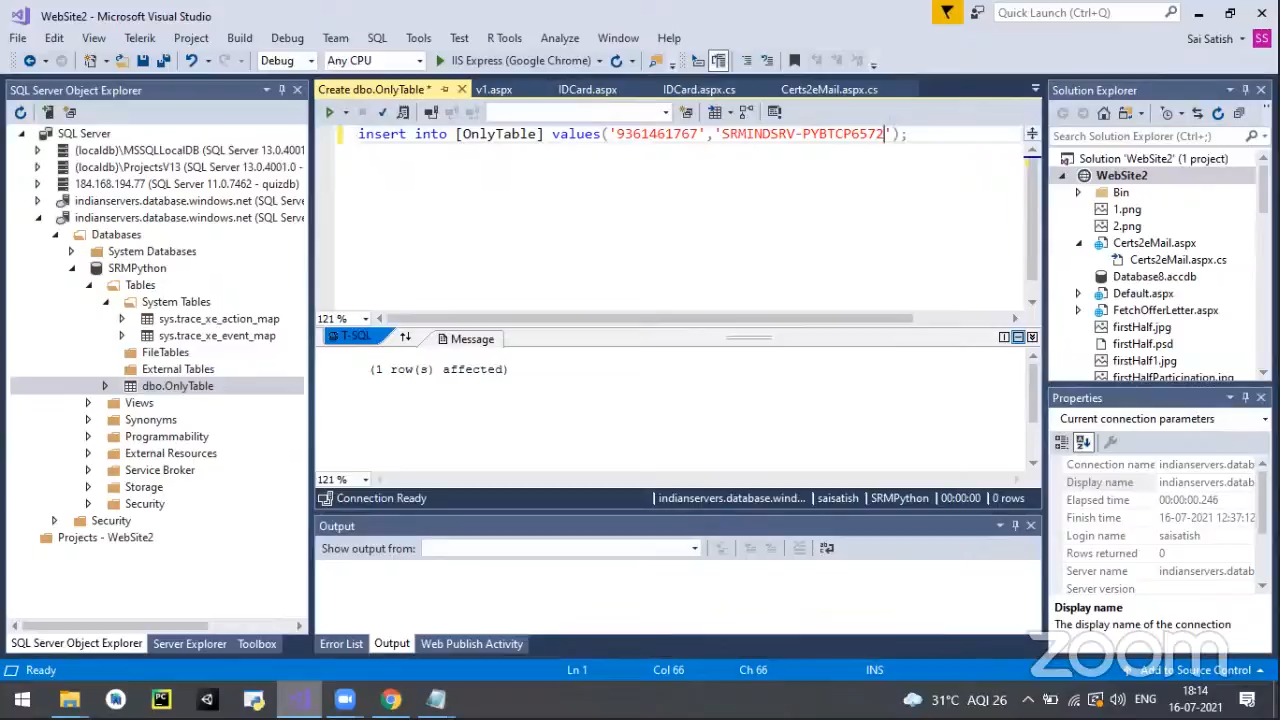 WebSite2 - Microsoft Visual Studio
Quick Launch (Ctrl+Q)
File Edit View Telerik Project Build Debug Team SQL Tools Test R Tools Analyze Window Help
Sai Satish SS
Debug Any CPU IIS Express (Google Chrome)
SQL Server Object Explorer
SQL Server
(localdb)\MSSQLLocalDB (SQL Server 13.0.4001
(localdb)\ProjectsV13 (SQL Server 13.0.4001.0 -
184.168.194.77 (SQL Server 11.0.7462 - quizdb)
indianservers.database.windows.net (SQL Serve
indianservers.database.windows.net (SQL Serve
Databases
System Databases
SRMPython
Tables
System Tables
sys.trace_xe_action_map
sys.trace_xe_event_map
FileTables
External Tables
dbo.OnlyTable
Views
Synonyms
Programmability
External Resources
Service Broker
Storage
Security
Security
Projects - WebSite2
SQL Server Object Explorer Server Explorer Toolbox
Create dbo.OnlyTable * v1.aspx IDCard.aspx IDCard.aspx.cs Certs2eMail.aspx.cs
insert into [OnlyTable] values('9361461767','SRMINDSRV-PYBTCP6572');
121 %
T-SQL Message
(1 row(s) affected)
121 %
Connection Ready indianservers.database.wind... saisatish SRMPython 00:00:00 0 rows
Output
Show output from:
Error List Output Web Publish Activity
Solution Explorer
Search Solution Explorer (Ctrl+;)
Solution 'WebSite2' (1 project)
WebSite2
Bin
1.png
2.png
Certs2eMail.aspx
Certs2eMail.aspx.cs
Database8.accdb
Default.aspx
FetchOfferLetter.aspx
firstHalf.jpg
firstHalf.psd
firstHalf1.jpg
firstHalfParticipation.jpg
Properties
Current connection parameters
Connection name indianservers.datab
Display name indianservers.datab
Elapsed time 00:00:00.246
Finish time 16-07-2021 12:37:12
Login name saisatish
Rows returned 0
Server name indianservers.datab
Server version
Display name
The display name of the connection
zoom
Ready Ln 1 Col 66 Ch 66 INS Add to Source Control
PC 31°C AQI 26 ENG 18:14
16-07-2021